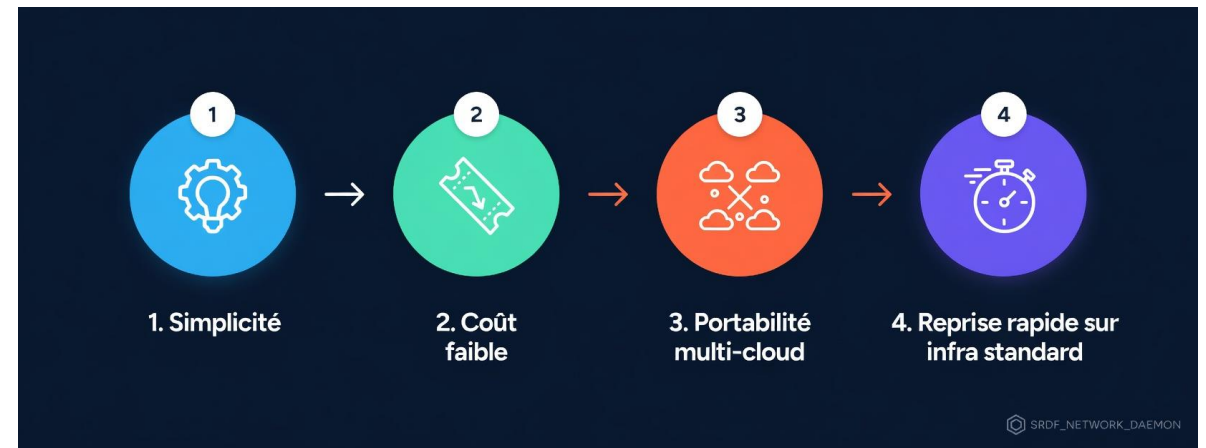 1
2
3
4
1. Simplicité
2. Coût
faible
3. Portabilité
multi-cloud
4. Reprise rapide sur
infra standard
SRDF_NETWORK_DAEMON